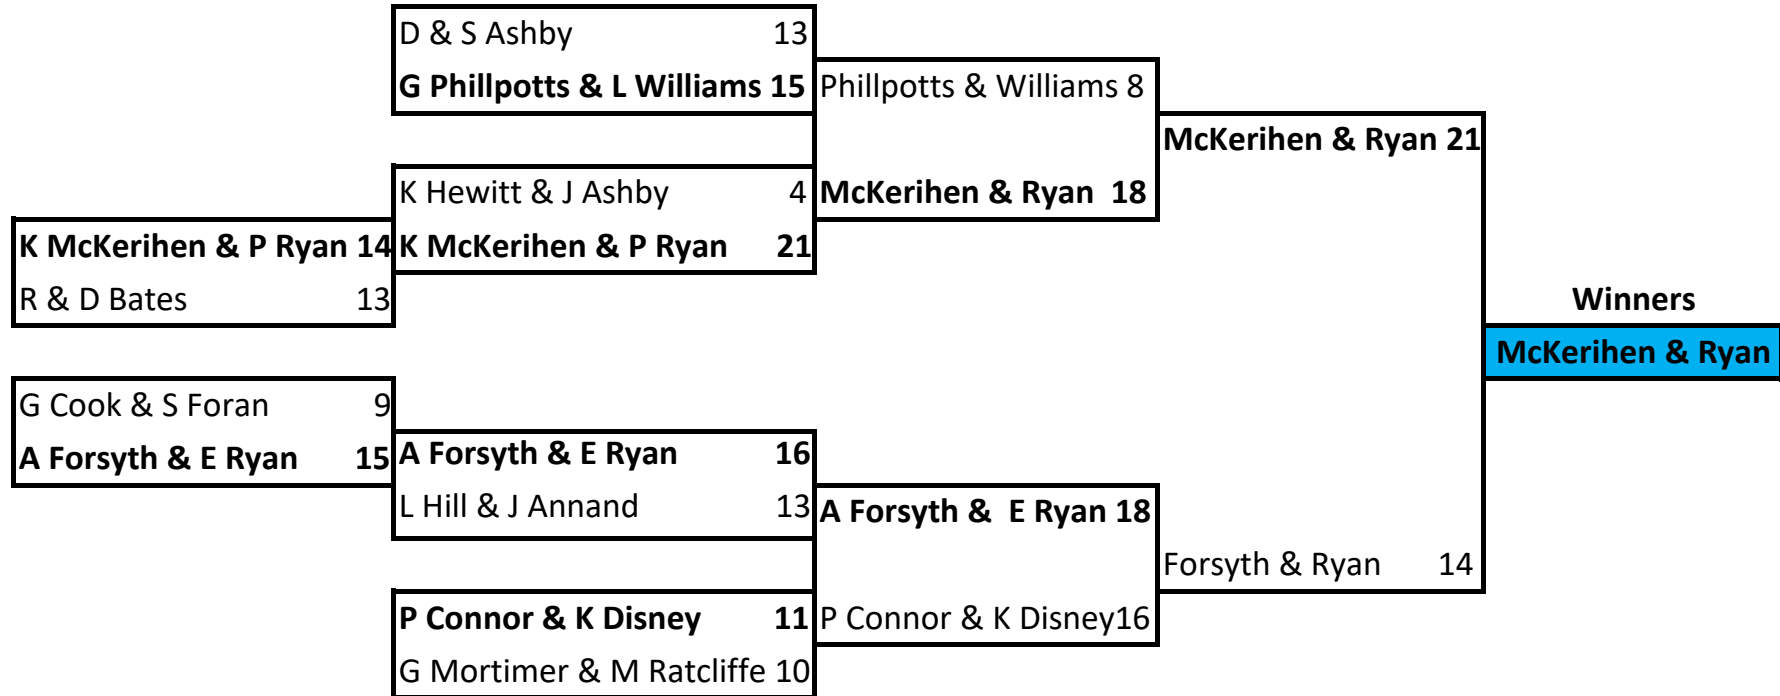 D & S Ashby 13
G Phillpotts & L Williams 15
Phillpotts & Williams 8
McKerihen & Ryan 21
K Hewitt & J Ashby 4
McKerihen & Ryan 18
K McKerihen & P Ryan 14
K McKerihen & P Ryan 21
R & D Bates 13
Winners
McKerihen & Ryan
G Cook & S Foran 9
A Forsyth & E Ryan 15
A Forsyth & E Ryan 16
L Hill & J Annand 13
A Forsyth & E Ryan 18
Forsyth & Ryan 14
P Connor & K Disney 11
P Connor & K Disney16
G Mortimer & M Ratcliffe 10